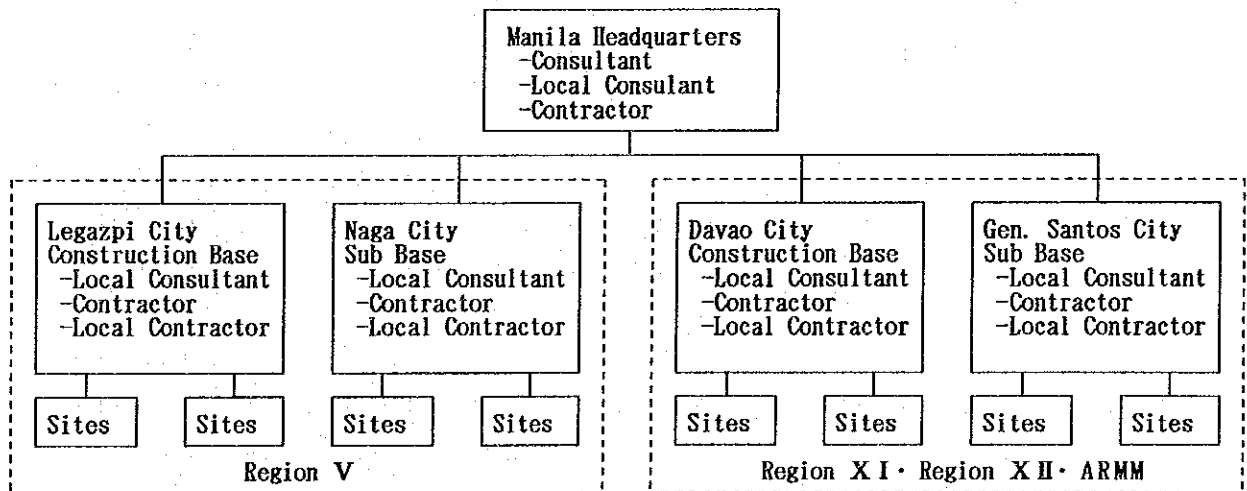 Manila Headquarters
-Consultant
-Local Consulant
-Contractor
Legazpi City
Construction Base
-Local Consultant
-Contractor
-Local Contractor
Naga City
Sub Base
-Local Consultant
-Contractor
-Local Contractor
Davao City
Construction Base
-Local Consultant
-Contractor
-Local Contractor
Gen. Santos City
Sub Base
-Local Consultant
-Contractor
-Local Contractor
Sites
Sites
Sites
Sites
Sites
Sites
Sites
Sites
Region V
Region XI· Region XII· ARMM